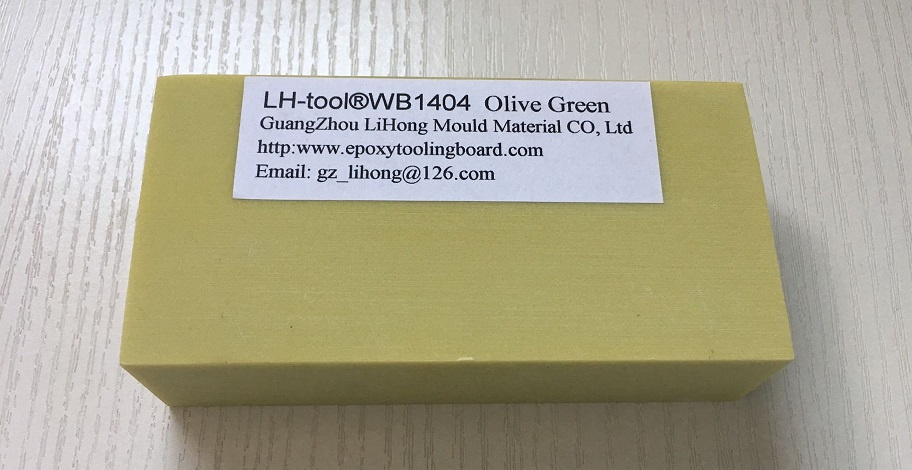 LH-tool®WB1404 Olive Green
GuangZhou LiHong Mould Material CO, Ltd
http:www.epoxytoolingboard.com
Email: gz_lihong@126.com